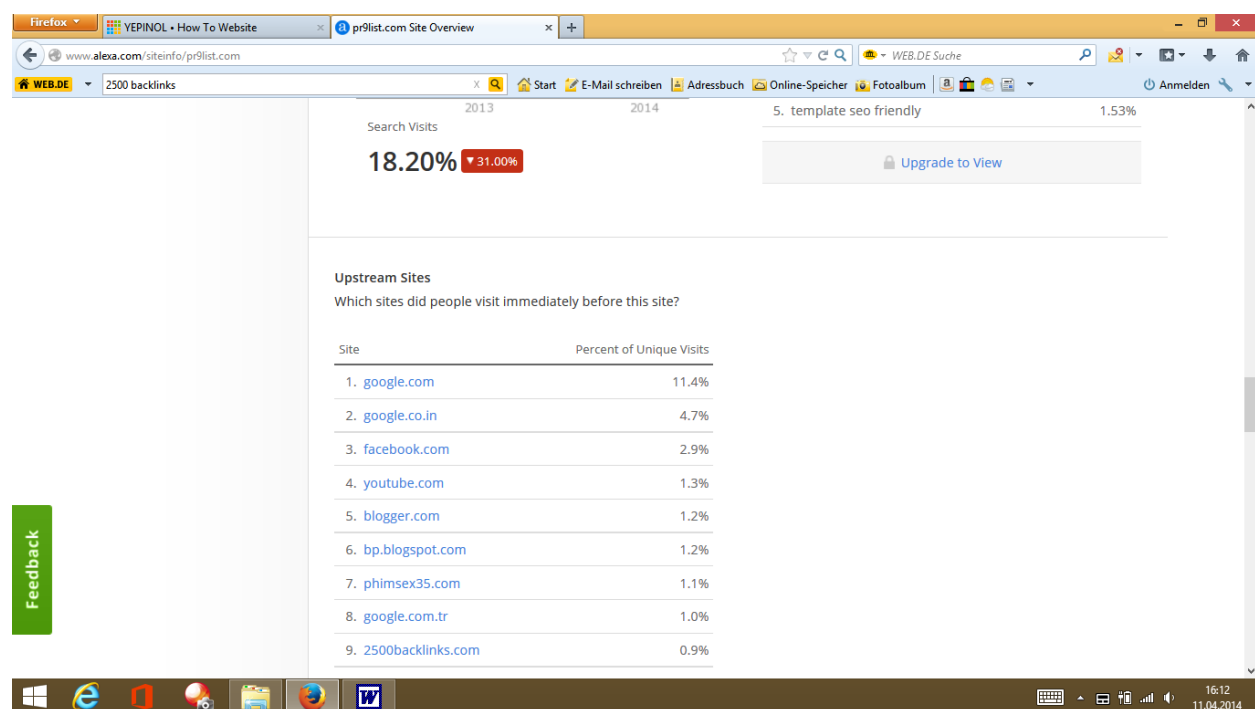 Firefox
YEPINOL • How To Website
pr9list.com Site Overview
www.alexa.com/siteinfo/pr9list.com
WEB.DE Suche
WEB.DE
2500 backlinks
Start
E-Mail schreiben
Adressbuch
Online-Speicher
Fotoalbum
Anmelden
2013
2014
5. template seo friendly 1.53%
Search Visits
18.20% ▼31.00%
Upgrade to View
Upstream Sites
Which sites did people visit immediately before this site?
Site Percent of Unique Visits
1. google.com 11.4%
2. google.co.in 4.7%
3. facebook.com 2.9%
4. youtube.com 1.3%
5. blogger.com 1.2%
6. bp.blogspot.com 1.2%
7. phimsex35.com 1.1%
8. google.com.tr 1.0%
9. 2500backlinks.com 0.9%
Feedback
16:12
11.04.2014